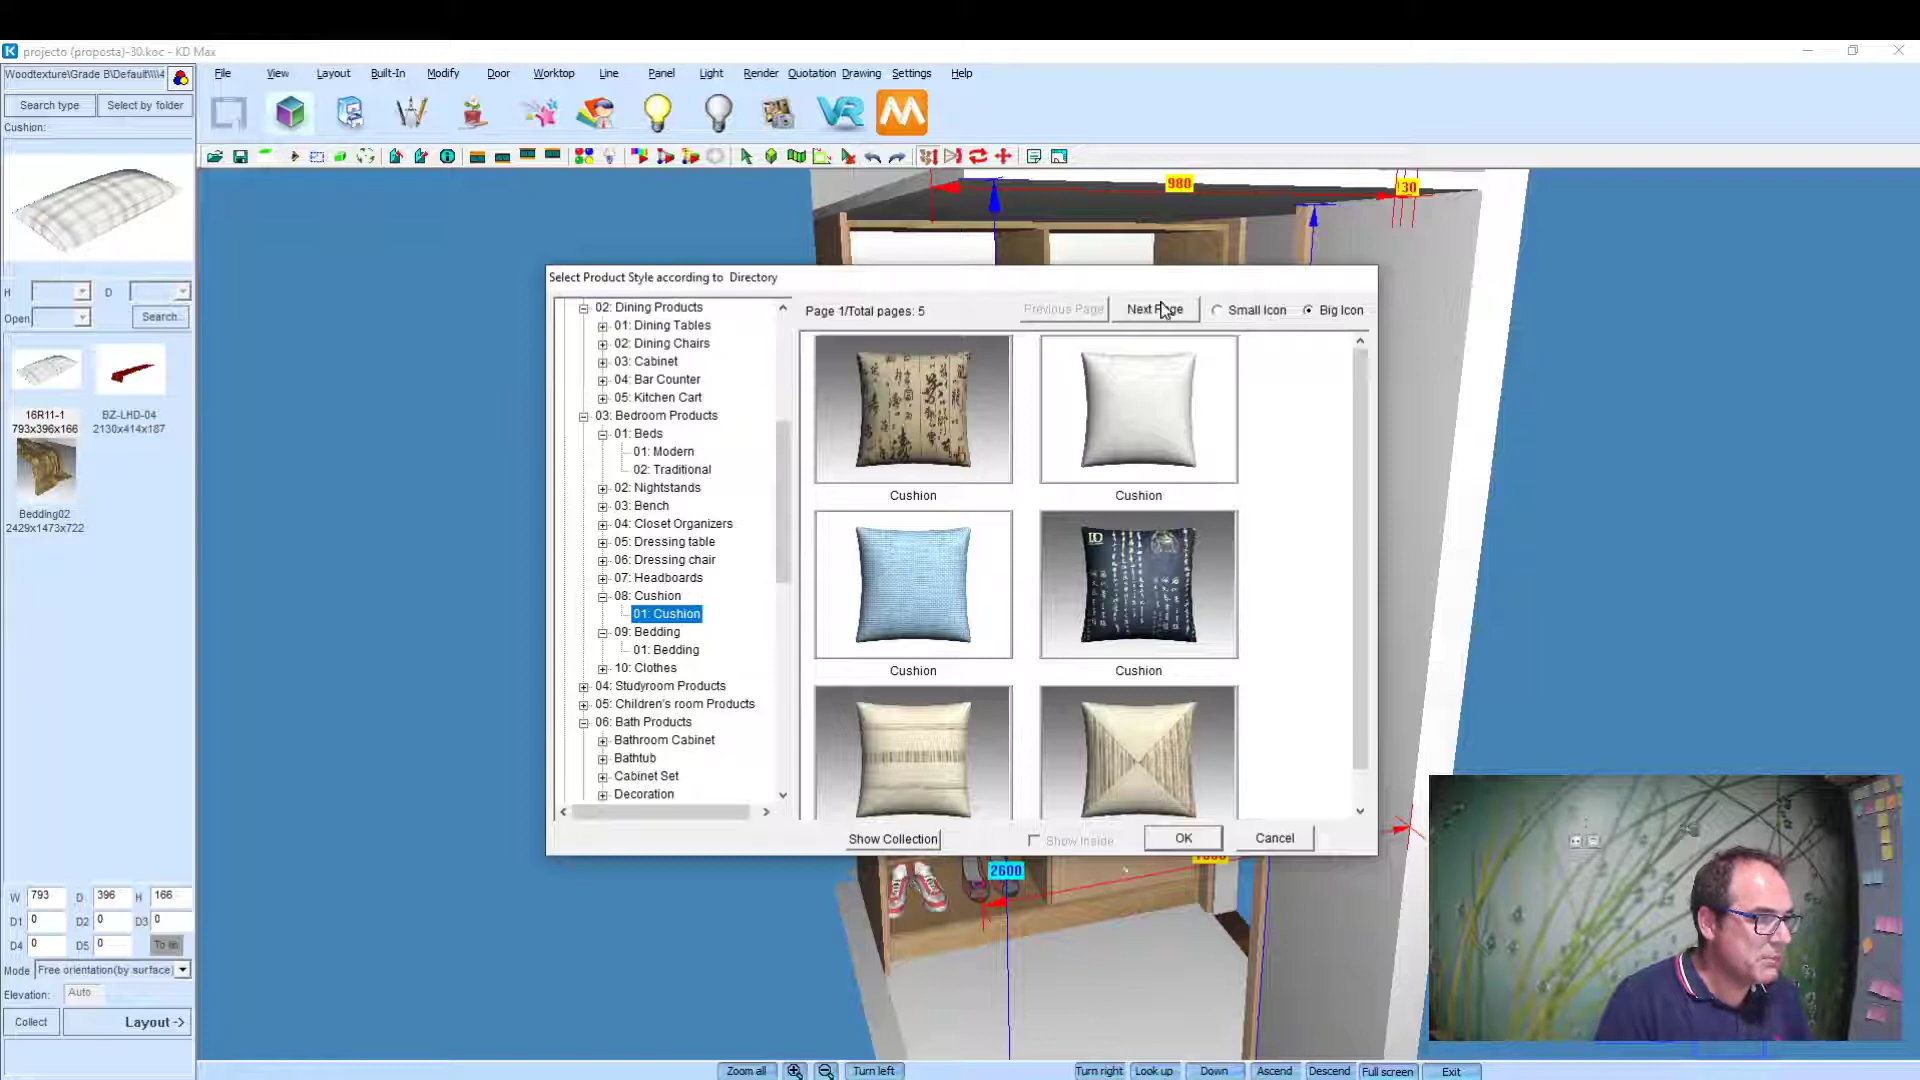 projecto (proposta)-30.koc - KD Max
Woodtexture\Grade B\Default\\\\4
File View Layout Built-In Modify Door Worktop Line Panel Light Render Quotation Drawing Settings Help
Search type Select by folder
Cushion:
VR
H D
Open Search
16R11-1 BZ-LHD-04
793x396x166 2130x414x187
Bedding02
2429x1473x722
W 793 D 396 H 166
D1 0 D2 0 D3 0
D4 0 D5 0 To lib
Mode Free orientation(by surface)
Elevation: Auto
Collect Layout ->
980
30
Select Product Style according to Directory
02: Dining Products
01: Dining Tables
02: Dining Chairs
03: Cabinet
04: Bar Counter
05: Kitchen Cart
03: Bedroom Products
01: Beds
01: Modern
02: Traditional
02: Nightstands
03: Bench
04: Closet Organizers
05: Dressing table
06: Dressing chair
07: Headboards
08: Cushion
01: Cushion
09: Bedding
01: Bedding
10: Clothes
04: Studyroom Products
05: Children's room Products
06: Bath Products
Bathroom Cabinet
Bathtub
Cabinet Set
Decoration
Page 1/Total pages: 5 Previous Page Next Page Small Icon Big Icon
Cushion Cushion
Cushion Cushion
Show Collection Show Inside OK Cancel
2600
Zoom all Turn left Turn right Look up Down Ascend Descend Full screen Exit